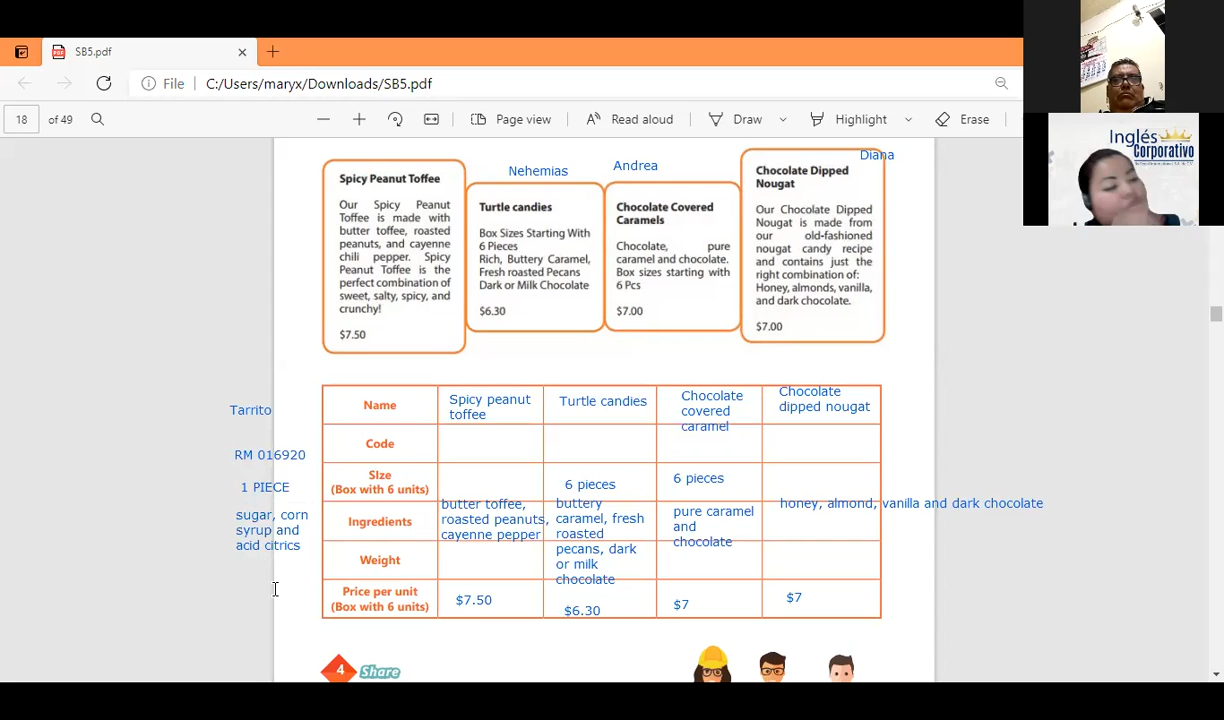 SB5.pdf
File
C:/Users/maryx/Downloads/SB5.pdf
18
of 49
Page view
Read aloud
Draw
Highlight
Erase
Inglés
Corporativo
Nehemias
Andrea
Diana
Spicy Peanut Toffee
Our Spicy Peanut
Toffee is made with
butter toffee, roasted
peanuts, and cayenne
chili pepper. Spicy
Peanut Toffee is the
perfect combination of
sweet, salty, spicy, and
crunchy!
$7.50
Turtle candies
Box Sizes Starting With
6 Pieces
Rich, Buttery Caramel,
Fresh roasted Pecans
Dark or Milk Chocolate
$6.30
Chocolate Covered
Caramels
Chocolate, pure
caramel and chocolate.
Box sizes starting with
6 Pcs
$7.00
Chocolate Dipped
Nougat
Our Chocolate Dipped
Nougat is made from
our old-fashioned
nougat candy recipe
and contains just the
right combination of:
Honey, almonds, vanilla,
and dark chocolate.
$7.00
Tarrito
RM 016920
1 PIECE
sugar, corn
syrup and
acid citrics
Name
Spicy peanut
toffee
Turtle candies
Chocolate
covered
caramel
Chocolate
dipped nougat
Code
SIze
(Box with 6 units)
6 pieces
6 pieces
Ingredients
butter toffee,
roasted peanuts,
cayenne pepper
buttery
caramel, fresh
roasted
pecans, dark
or milk
chocolate
pure caramel
and
chocolate
honey, almond, vanilla and dark chocolate
Weight
Price per unit
(Box with 6 units)
$7.50
$6.30
$7
$7
4
Share